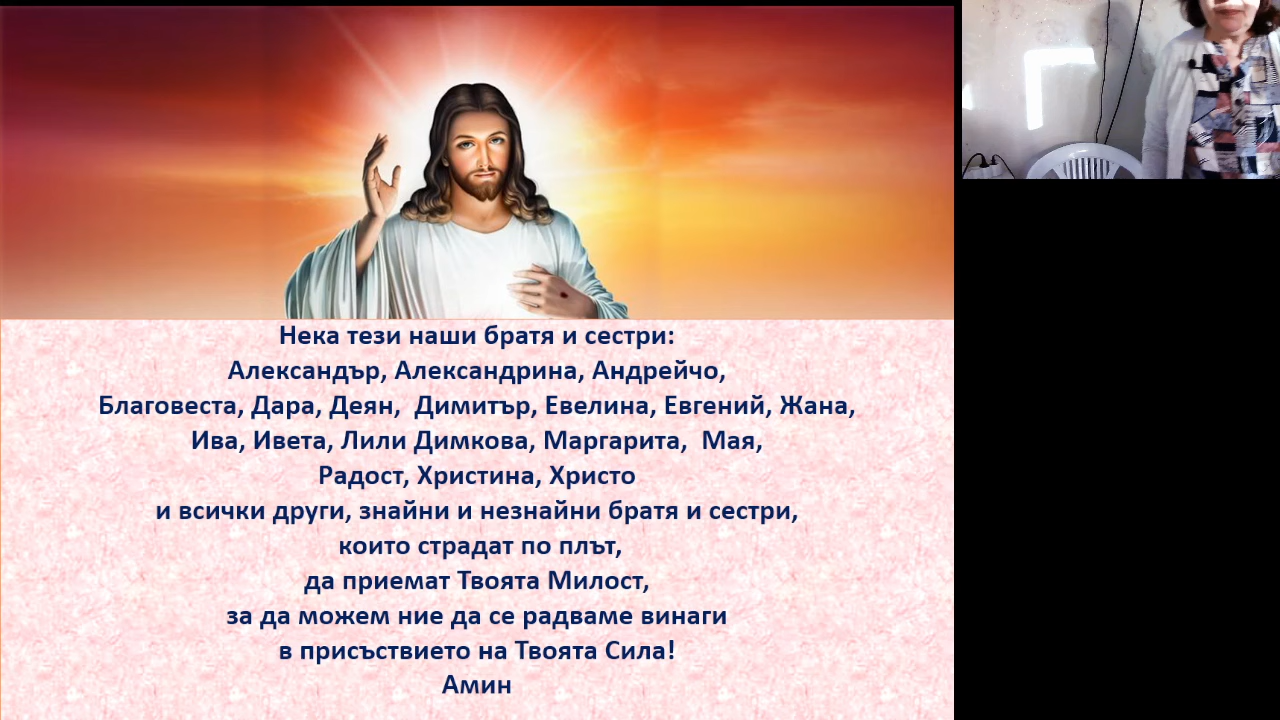 Нека тези наши братя и сестри:
Александър, Александрина, Андрейчо,
Благовеста, Дара, Деян, Димитър, Евелина, Евгений, Жана,
Ива, Ивета, Лили Димкова, Маргарита, Мая,
Радост, Христина, Христо
и всички други, знайни и незнайни братя и сестри,
които страдат по плът,
да приемат Твоята Милост,
за да можем ние да се радваме винаги
в присъствието на Твоята Сила!
Амин